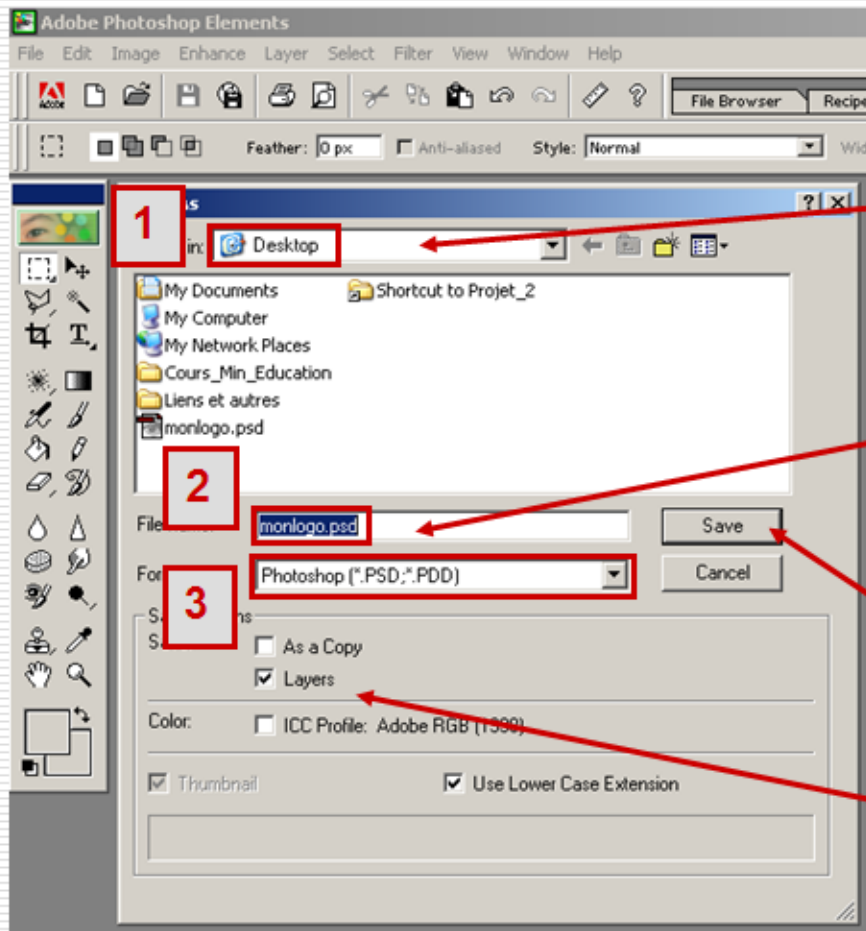 Adobe Photoshop Elements
File Edit Image Enhance Layer Select Filter View Window Help
Adobe File Browser
Feather: 0 px Anti-aliased Style: Normal
1
in: Desktop
My Documents Shortcut to Projet_2
My Computer
My Network Places
Cours_Min_Education
Liens et autres
monlogo.psd
2
monlogo.psd Save
Photoshop (*.PSD;*.PDD) Cancel
3
As a Copy
Layers
Color: ICC Profile: Adobe RGB (1998)
Thumbnail Use Lower Case Extension